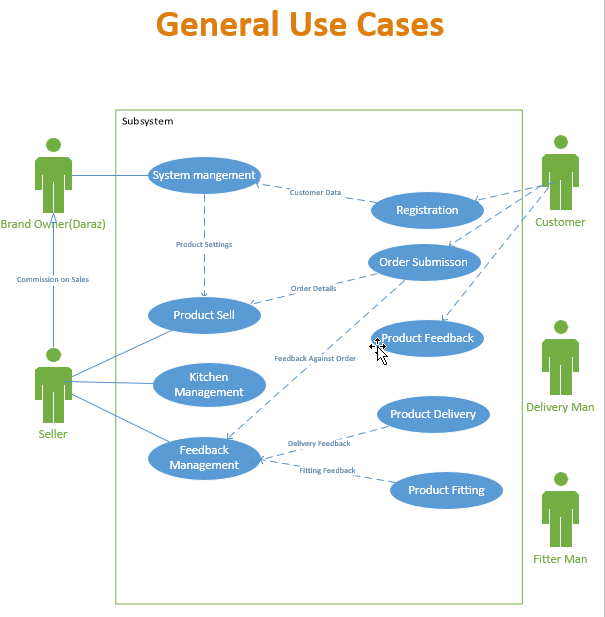 General Use Cases
Subsystem
System mangement
Customer Data
Registration
Brand Owner(Daraz)
Customer
Product Settings
Order Submisson
Commission on Sales
Order Details
Product Sell
Product Feedback
Feedback Against Order
Kitchen
Management
Delivery Man
Product Delivery
Seller
Delivery Feedback
Feedback
Management
Fitting Feedback
Product Fitting
Fitter Man